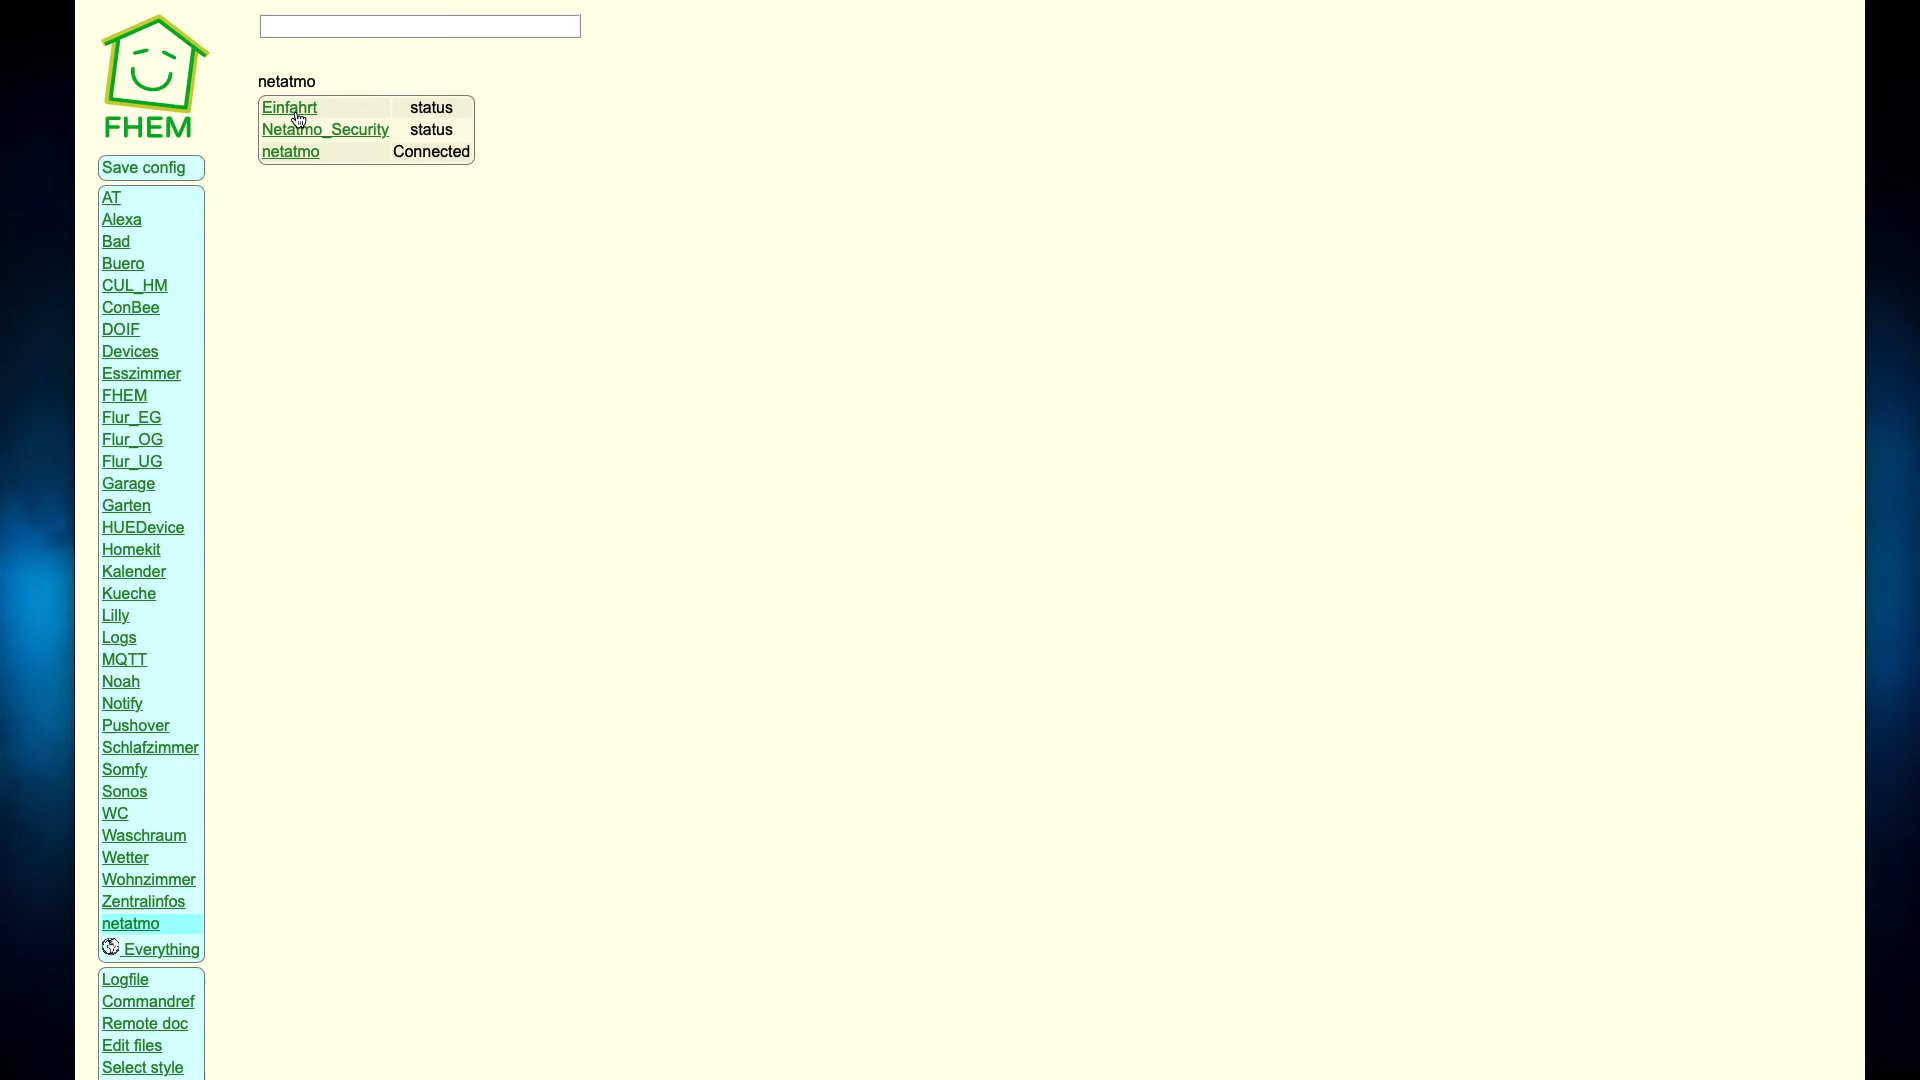 FHEM
Save config
AT
Alexa
Bad
Buero
CUL_HM
ConBee
DOIF
Devices
Esszimmer
FHEM
Flur_EG
Flur_OG
Flur_UG
Garage
Garten
HUEDevice
Homekit
Kalender
Kueche
Lilly
Logs
MQTT
Noah
Notify
Pushover
Schlafzimmer
Somfy
Sonos
WC
Waschraum
Wetter
Wohnzimmer
Zentralinfos
netatmo
Everything
Logfile
Commandref
Remote doc
Edit files
Select style
netatmo
Einfahrt status
Netatmo_Security status
netatmo Connected